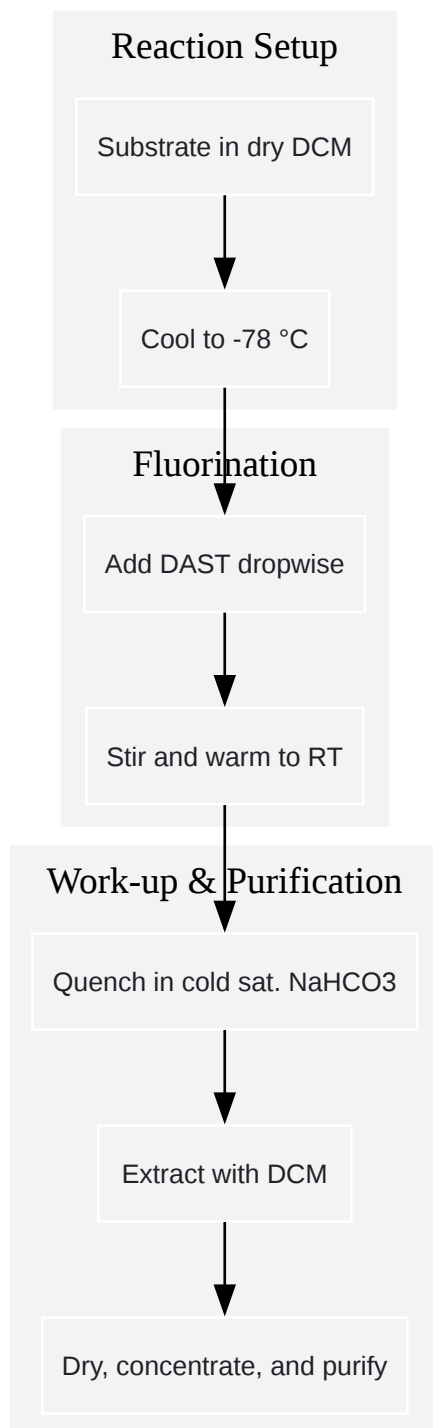 Reaction Setup
Substrate in dry DCM
Cool to -78 °C
Fluorination
Add DAST dropwise
Stir and warm to RT
Work-up & Purification
Quench in cold sat. NaHCO3
Extract with DCM
Dry, concentrate, and purify